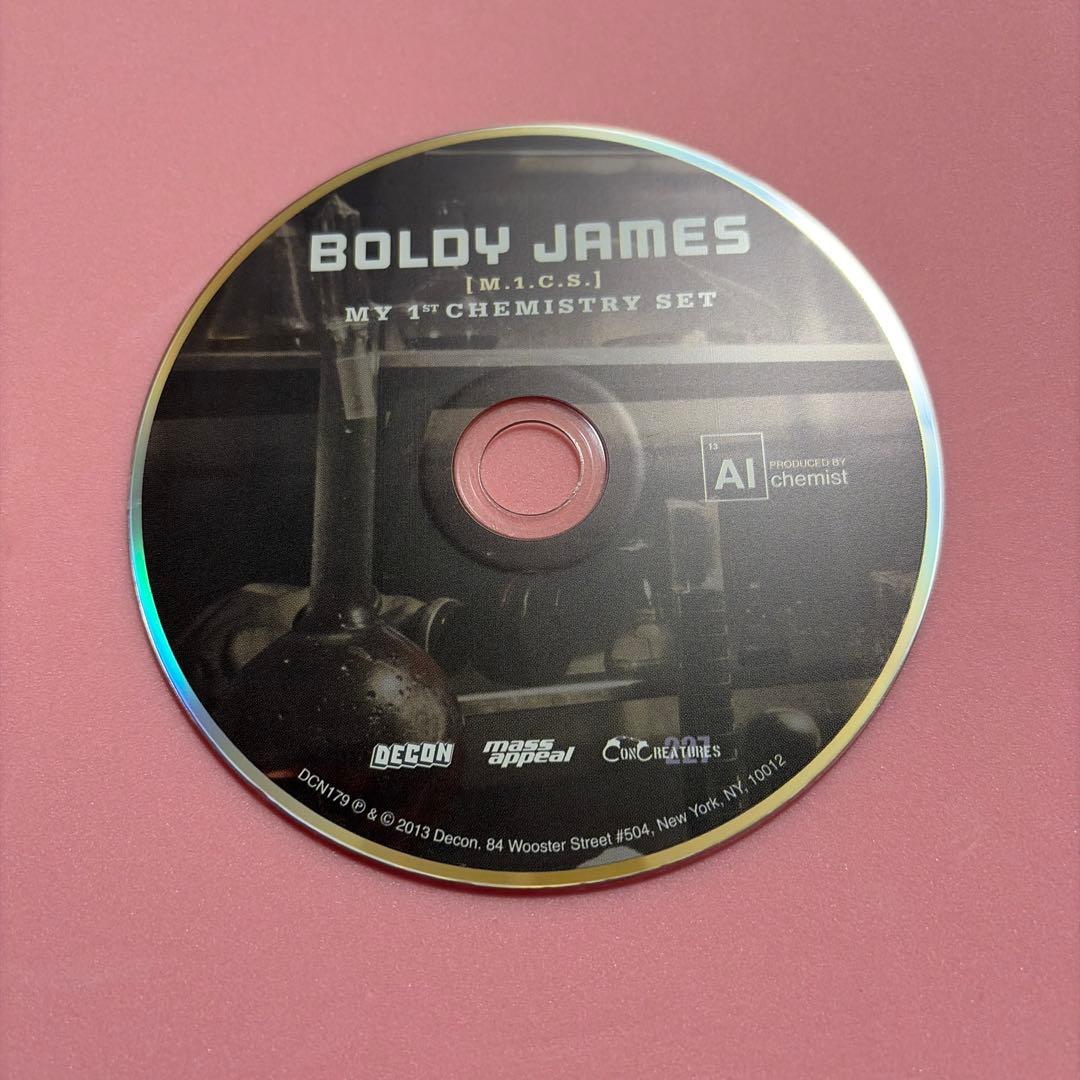 BOLDY JAMES
[M.1.C.S.]
MY 1ST CHEMISTRY SET
13
Al PRODUCED BY
chemist
DECON
mass appeal
CONCREATURES 227
DCN179 ℗ & © 2013 Decon. 84 Wooster Street #504, New York, NY, 10012